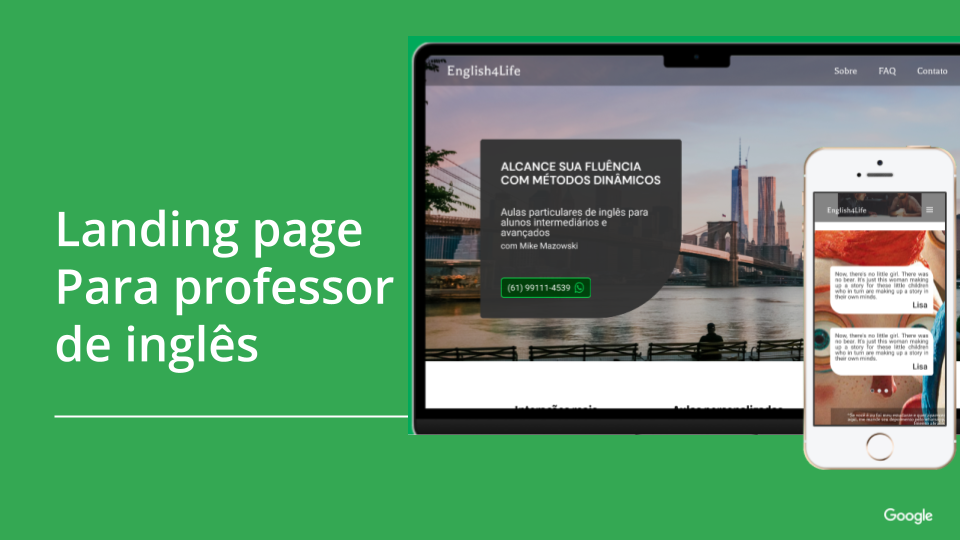 Landing page
Para professor
de inglês
English4Life
Sobre FAQ Contato
ALCANCE SUA FLUÊNCIA
COM MÉTODOS DINÂMICOS
Aulas particulares de inglês para
alunos intermediários e
avançados
com Mike Mazowski
(61) 99111-4539
English4Life
Now, there's no little girl. There was
no bear. It's just this woman making
up a story for these little children
who in turn are making up a story in
their own minds.
Lisa
Now, there's no little girl. There was
no bear. It's just this woman making
up a story for these little children
who in turn are making up a story in
their own minds.
Lisa
Google